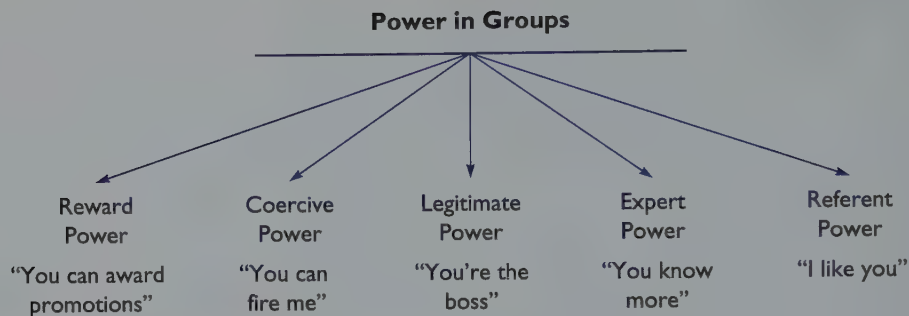 Power in Groups
Reward
Power
"You can award
promotions"
Coercive
Power
"You can
fire me"
Legitimate
Power
"You're the
boss"
Expert
Power
"You know
more"
Referent
Power
"I like you"